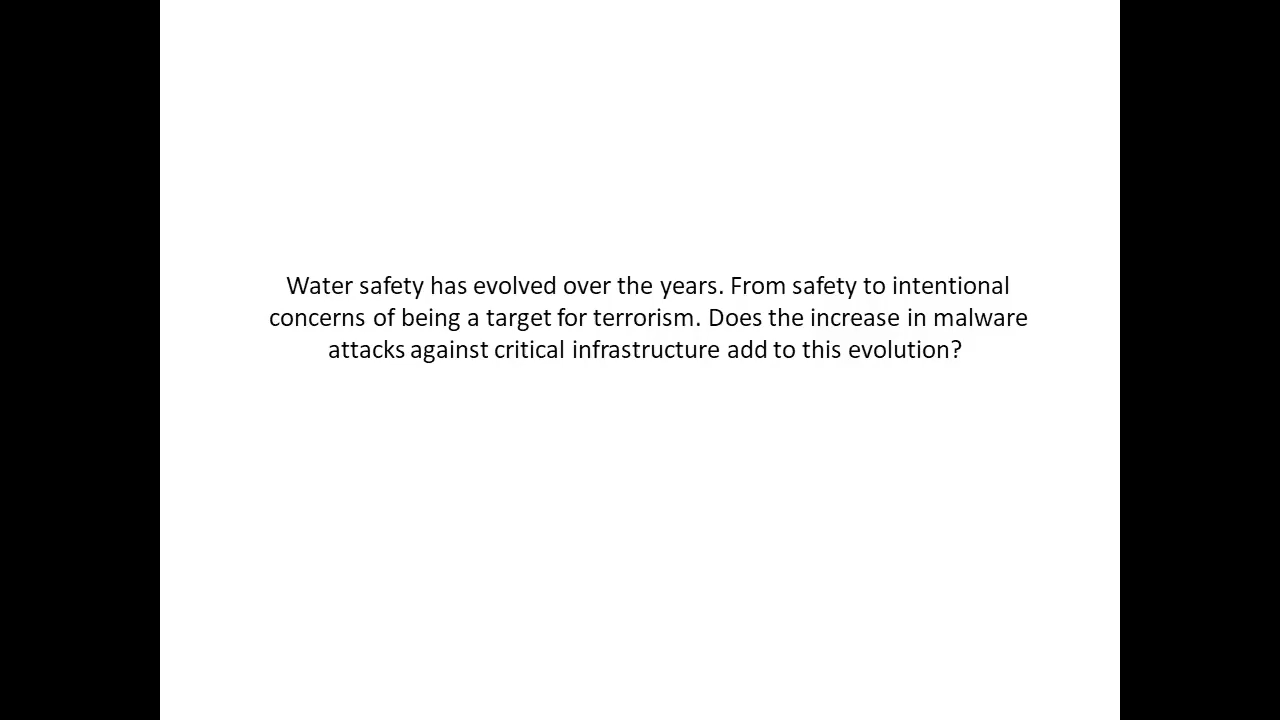 Water safety has evolved over the years. From safety to intentional
concerns of being a target for terrorism. Does the increase in malware
attacks against critical infrastructure add to this evolution?